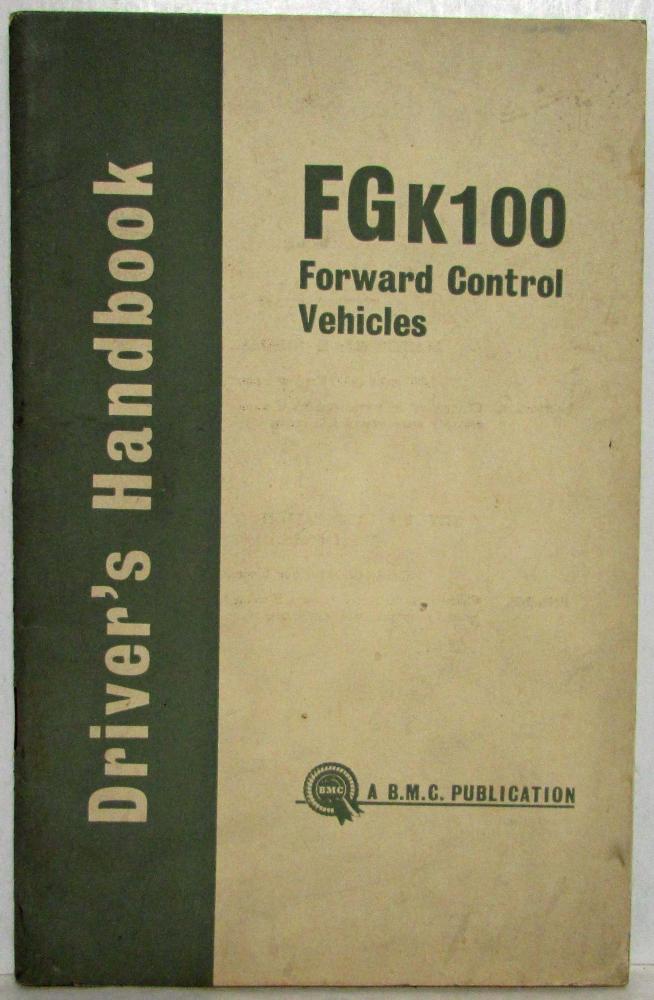 Driver's Handbook
FGK100
Forward Control
Vehicles
BMC
A B.M.C. PUBLICATION